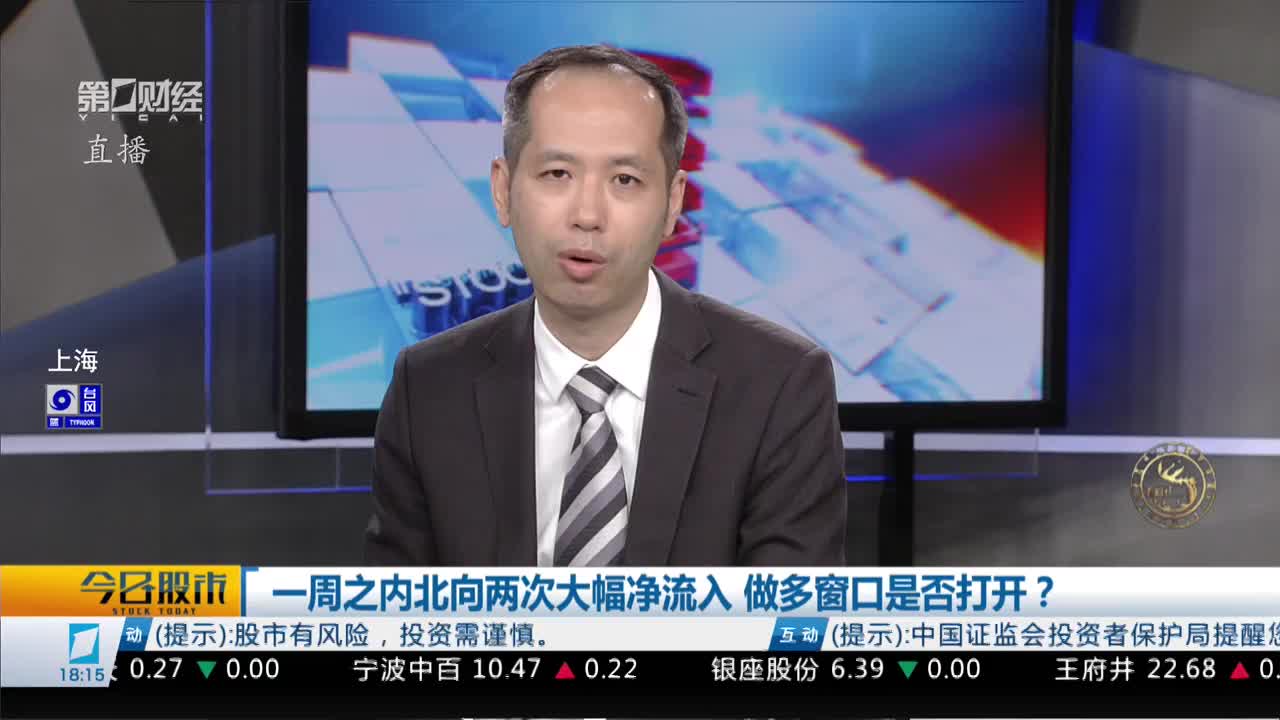 第一财经
YICAI
直播
"STOC
上海
台风
蓝
TYPHOON
今日股市
STOCK TODAY
一周之内北向两次大幅净流入 做多窗口是否打开？
动 (提示):股市有风险，投资需谨慎。
互动 (提示):中国证监会投资者保护局提醒您
18:15
0.27 ▼ 0.00 宁波中百 10.47 ▲ 0.22 银座股份 6.39 ▼ 0.00 王府井 22.68 ▲ 0.